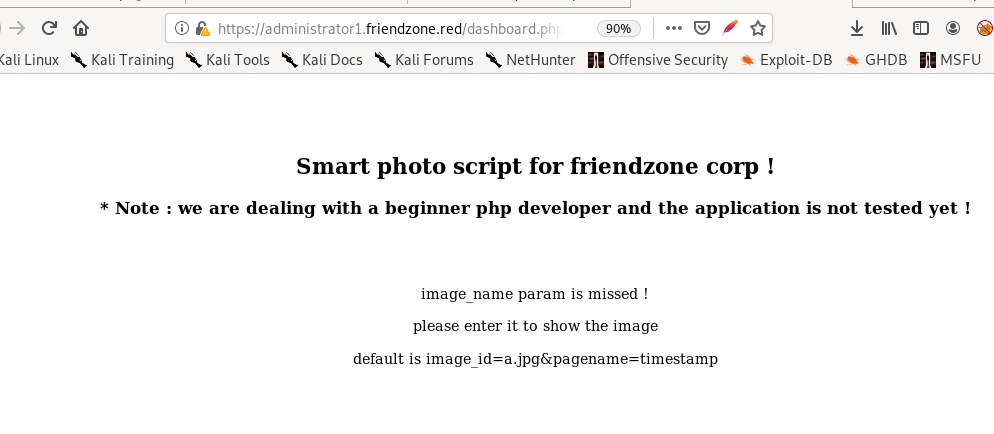 https://administrator1.friendzone.red/dashboard.php 90%
Kali Linux Kali Training Kali Tools Kali Docs Kali Forums NetHunter Offensive Security Exploit-DB GHDB MSFU
Smart photo script for friendzone corp !
* Note : we are dealing with a beginner php developer and the application is not tested yet !
image_name param is missed !
please enter it to show the image
default is image_id=a.jpg&pagename=timestamp